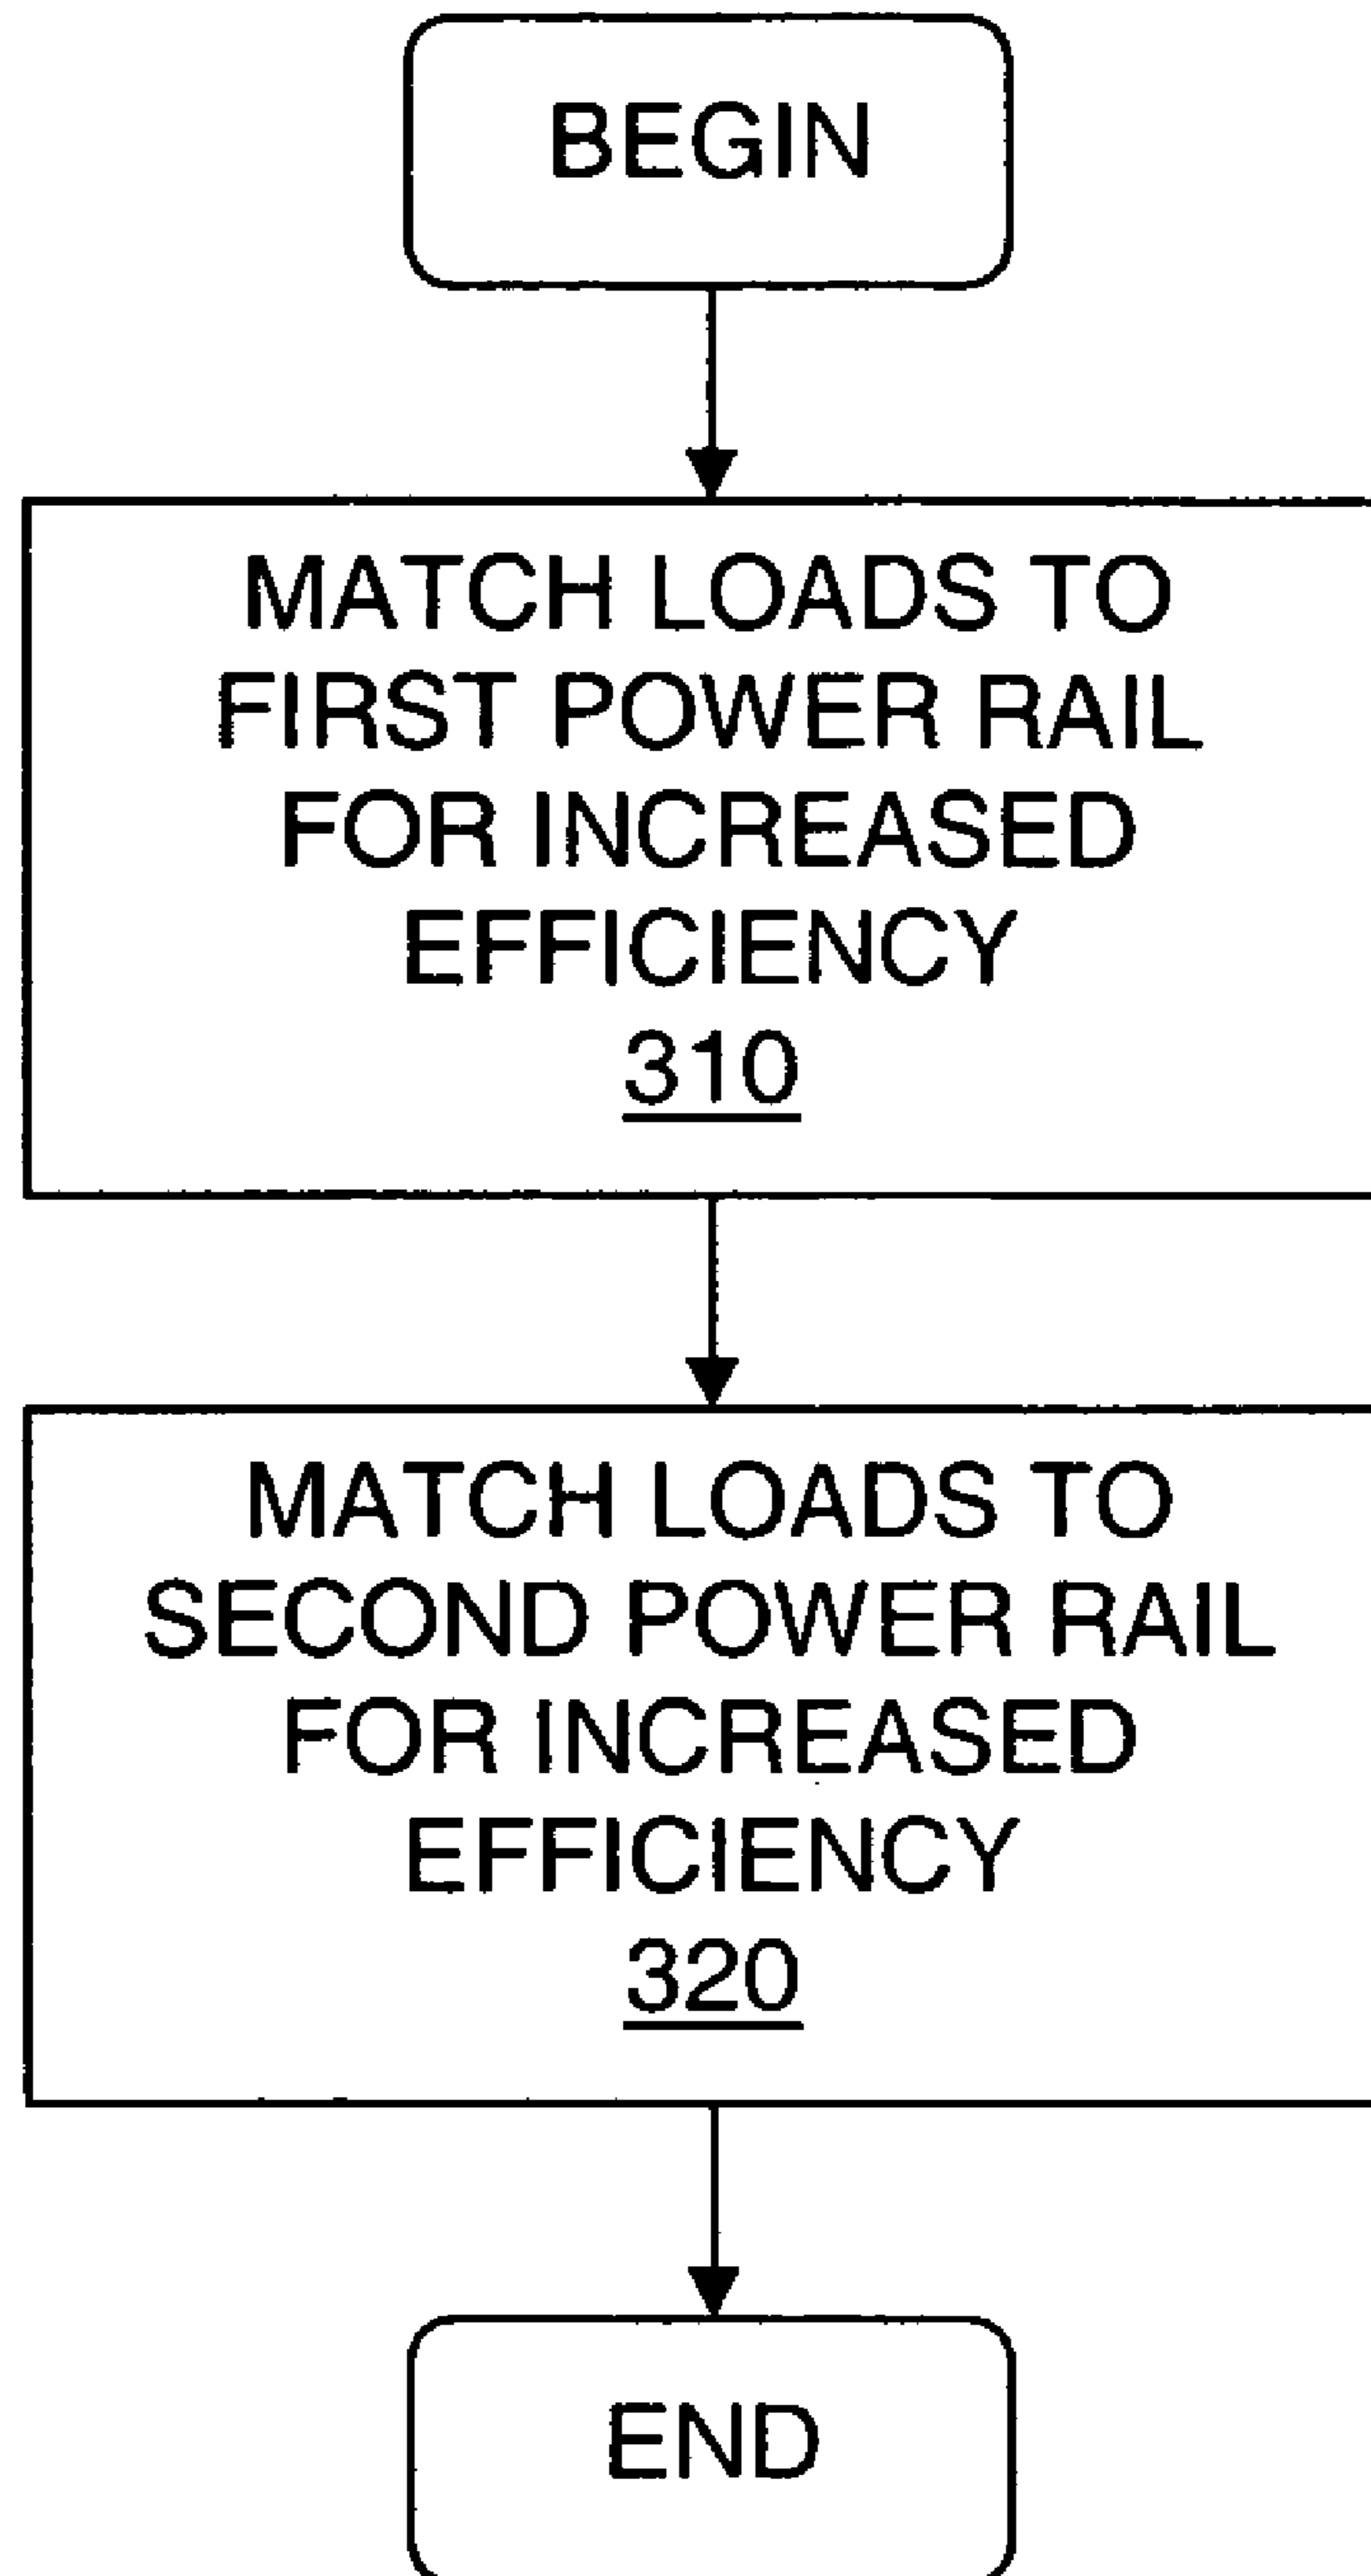 BEGIN
MATCH LOADS TO
FIRST POWER RAIL
FOR INCREASED
EFFICIENCY
310
MATCH LOADS TO
SECOND POWER RAIL
FOR INCREASED
EFFICIENCY
320
END